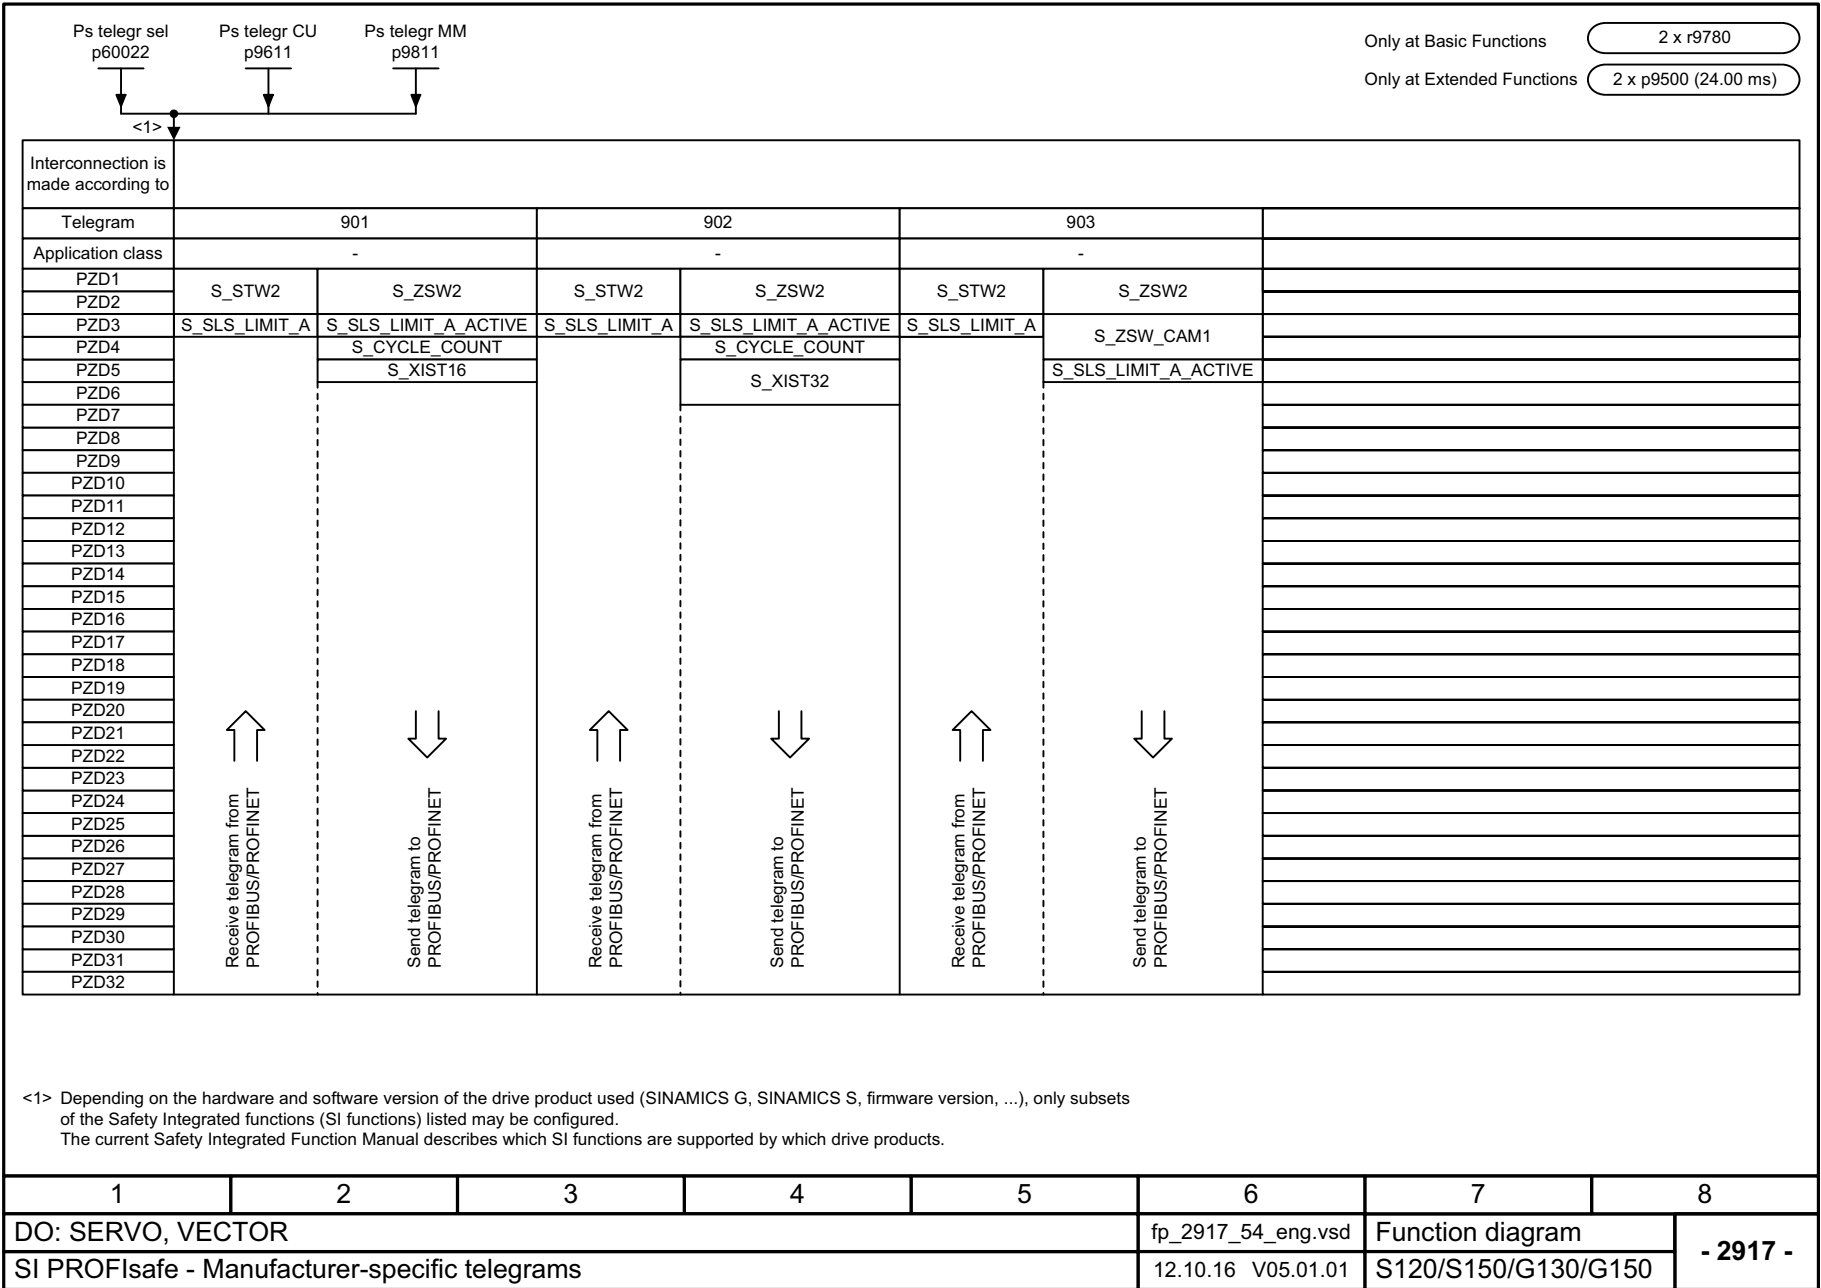 Ps telegr sel
p60022
Ps telegr CU
p9611
Ps telegr MM
p9811
Only at Basic Functions
2 x r9780
Only at Extended Functions
2 x p9500 (24.00 ms)
<1>
Interconnection is
made according to
Telegram 901 902 903
Application class - - -
PZD1
S_STW2 S_ZSW2 S_STW2 S_ZSW2 S_STW2 S_ZSW2
PZD2
PZD3 S_SLS_LIMIT_A S_SLS_LIMIT_A_ACTIVE S_SLS_LIMIT_A S_SLS_LIMIT_A_ACTIVE S_SLS_LIMIT_A
S_ZSW_CAM1
PZD4 S_CYCLE_COUNT S_CYCLE_COUNT
PZD5 S_XIST16 S_SLS_LIMIT_A_ACTIVE
S_XIST32
PZD6
PZD7
PZD8
PZD9
PZD10
PZD11
PZD12
PZD13
PZD14
PZD15
PZD16
PZD17
PZD18
PZD19
PZD20
PZD21
PZD22
PZD23
PZD24
PZD25
PZD26
PZD27
PZD28
PZD29
PZD30
PZD31
PZD32
Receive telegram from
PROFIBUS/PROFINET
Send telegram to
PROFIBUS/PROFINET
Receive telegram from
PROFIBUS/PROFINET
Send telegram to
PROFIBUS/PROFINET
Receive telegram from
PROFIBUS/PROFINET
Send telegram to
PROFIBUS/PROFINET
<1> Depending on the hardware and software version of the drive product used (SINAMICS G, SINAMICS S, firmware version, ...), only subsets
of the Safety Integrated functions (SI functions) listed may be configured.
The current Safety Integrated Function Manual describes which SI functions are supported by which drive products.
1 2 3 4 5 6 7 8
DO: SERVO, VECTOR fp_2917_54_eng.vsd Function diagram
- 2917 -
SI PROFIsafe - Manufacturer-specific telegrams 12.10.16 V05.01.01 S120/S150/G130/G150